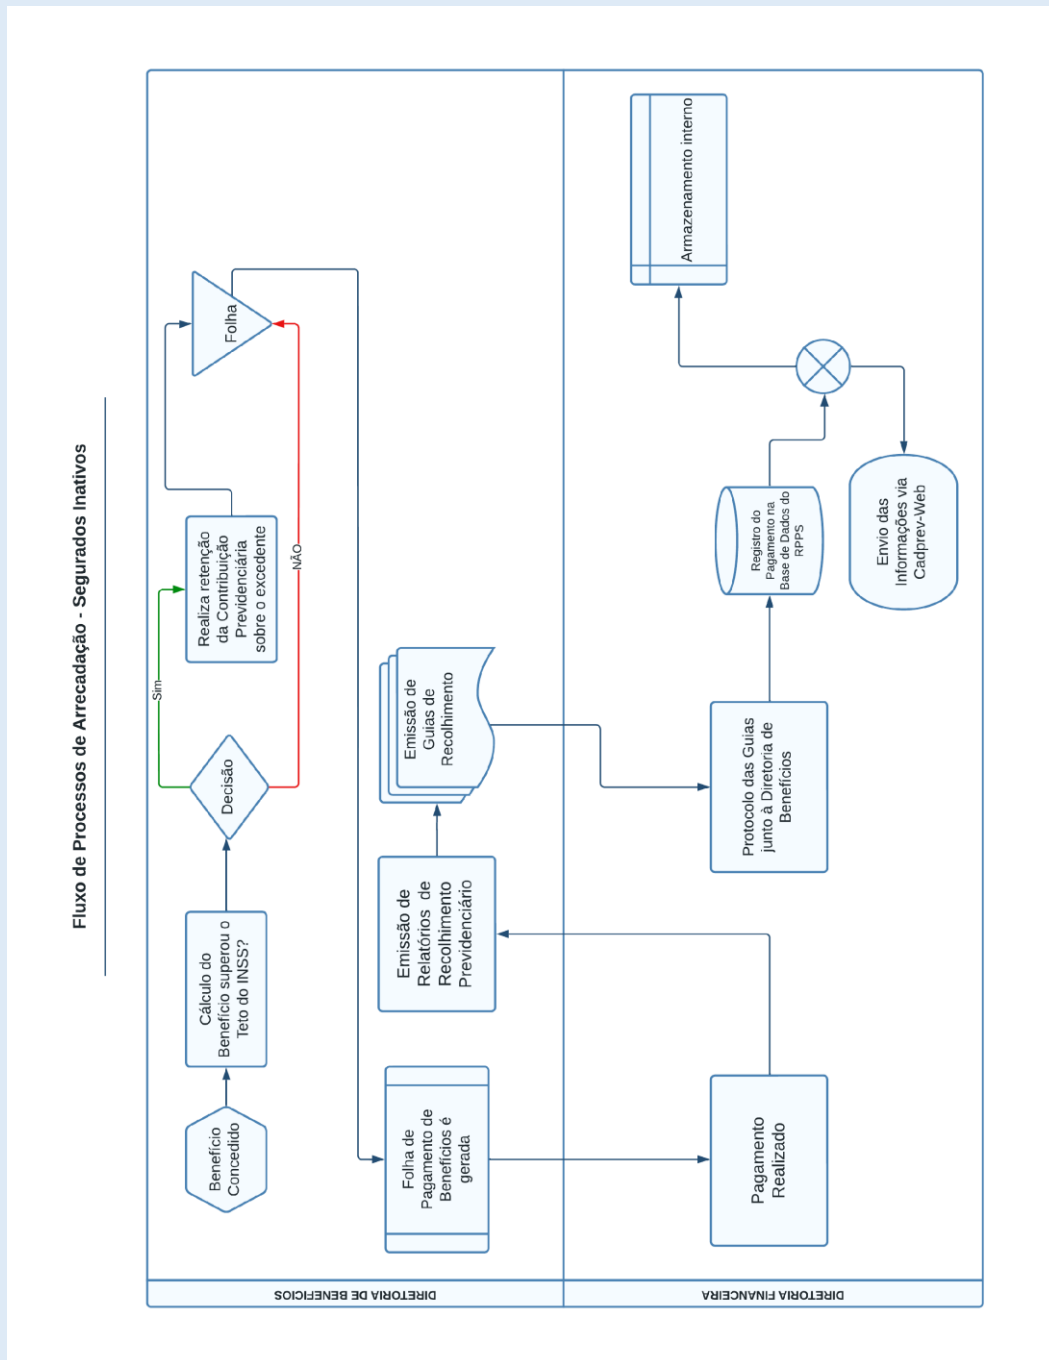 Fluxo de Processos de Arrecadação - Segurados Inativos
DIRETORIA DE BENEFICIOS
Benefício
Concedido
Cálculo do
Benefício superou o
Teto do INSS?
Decisão
Sim
NÃO
Realiza retenção
da Contribuição
Previdenciária
sobre o excedente
Folha
Folha de
Pagamento de
Benefícios é
gerada
Emissão de
Relatórios de
Recolhimento
Previdenciário
Emissão de
Guias de
Recolhimento
DIRETORIA FINANCEIRA
Pagamento
Realizado
Protocolo das Guias
junto à Diretoria de
Benefícios
Registro do
Pagamento na
Base de Dados do
RPPS
Envio das
Informações via
Cadprev-Web
Armazenamento interno